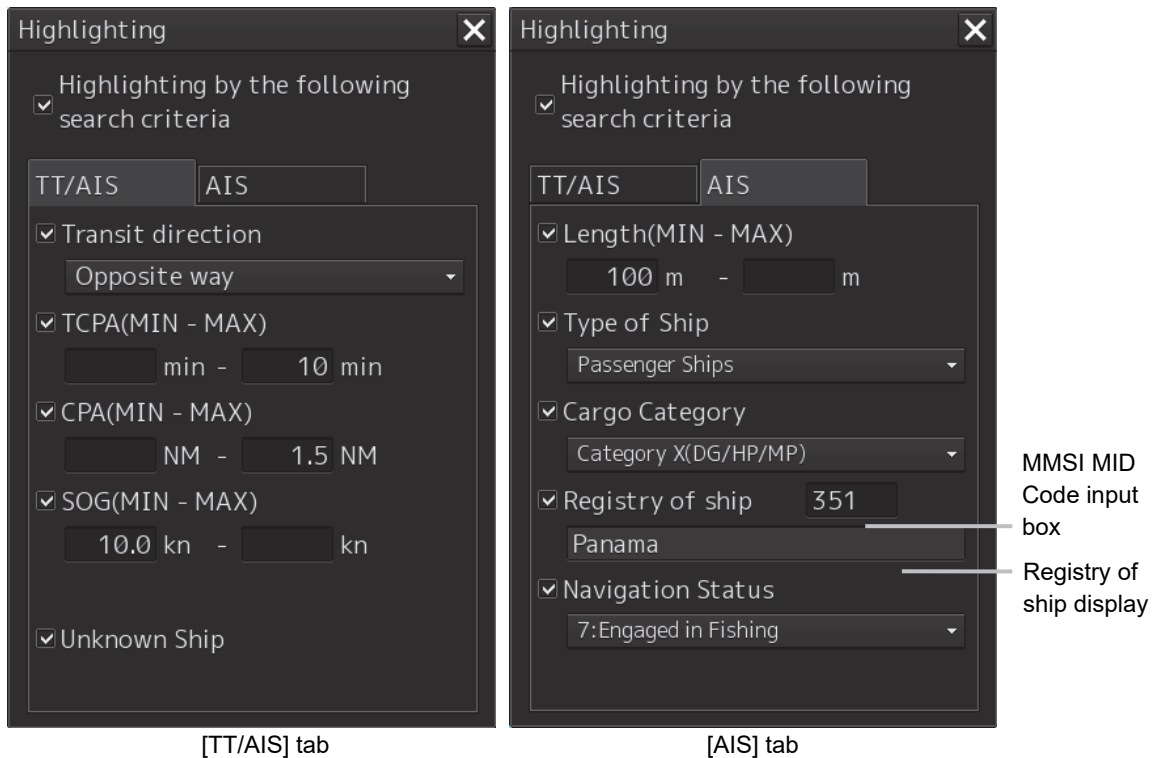 Highlighting
Highlighting by the following
search criteria
TT/AIS AIS
Transit direction
Opposite way
TCPA(MIN - MAX)
min - 10 min
CPA(MIN - MAX)
NM - 1.5 NM
SOG(MIN - MAX)
10.0 kn - kn
Unknown Ship
[TT/AIS] tab
Highlighting
Highlighting by the following
search criteria
TT/AIS AIS
Length(MIN - MAX)
100 m - m
Type of Ship
Passenger Ships
Cargo Category
Category X(DG/HP/MP)
Registry of ship 351
Panama
Navigation Status
7:Engaged in Fishing
[AIS] tab
MMSI MID
Code input
box
Registry of
ship display